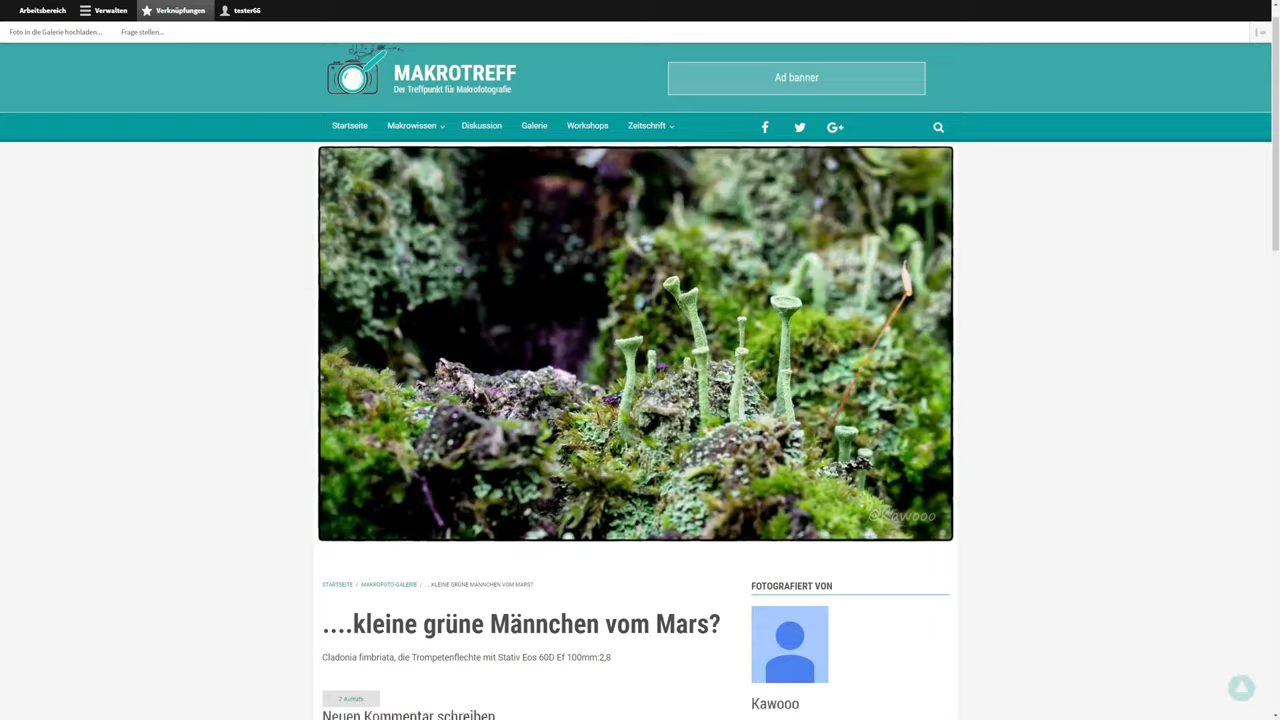 Arbeitsbereich
Verwalten
Verknüpfungen
tester66
Foto in die Galerie hochladen...
Frage stellen...
MAKROTREFF
Der Treffpunkt für Makrofotografie
Ad banner
Startseite
Makrowissen
Diskussion
Galerie
Workshops
Zeitschrift
@Kawooo
STARTSEITE / MAKROFOTO-GALERIE / ....KLEINE GRÜNE MÄNNCHEN VOM MARS?
FOTOGRAFIERT VON
....kleine grüne Männchen vom Mars?
Cladonia fimbriata, die Trompetenflechte mit Stativ Eos 60D Ef 100mm:2,8
Kawooo
2 Aufrufe
Neuen Kommentar schreiben